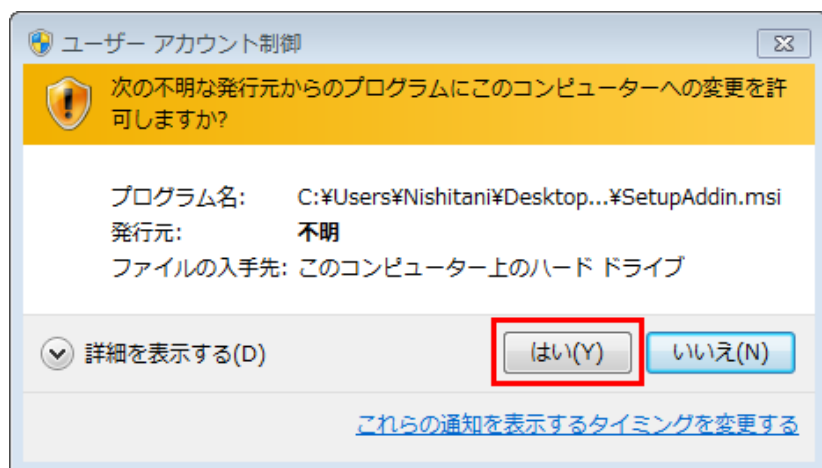 ユーザー アカウント制御
次の不明な発行元からのプログラムにこのコンピューターへの変更を許
可しますか?
プログラム名: C:¥Users¥Nishitani¥Desktop...¥SetupAddin.msi
発行元: 不明
ファイルの入手先: このコンピューター上のハード ドライブ
詳細を表示する(D) はい(Y) いいえ(N)
これらの通知を表示するタイミングを変更する